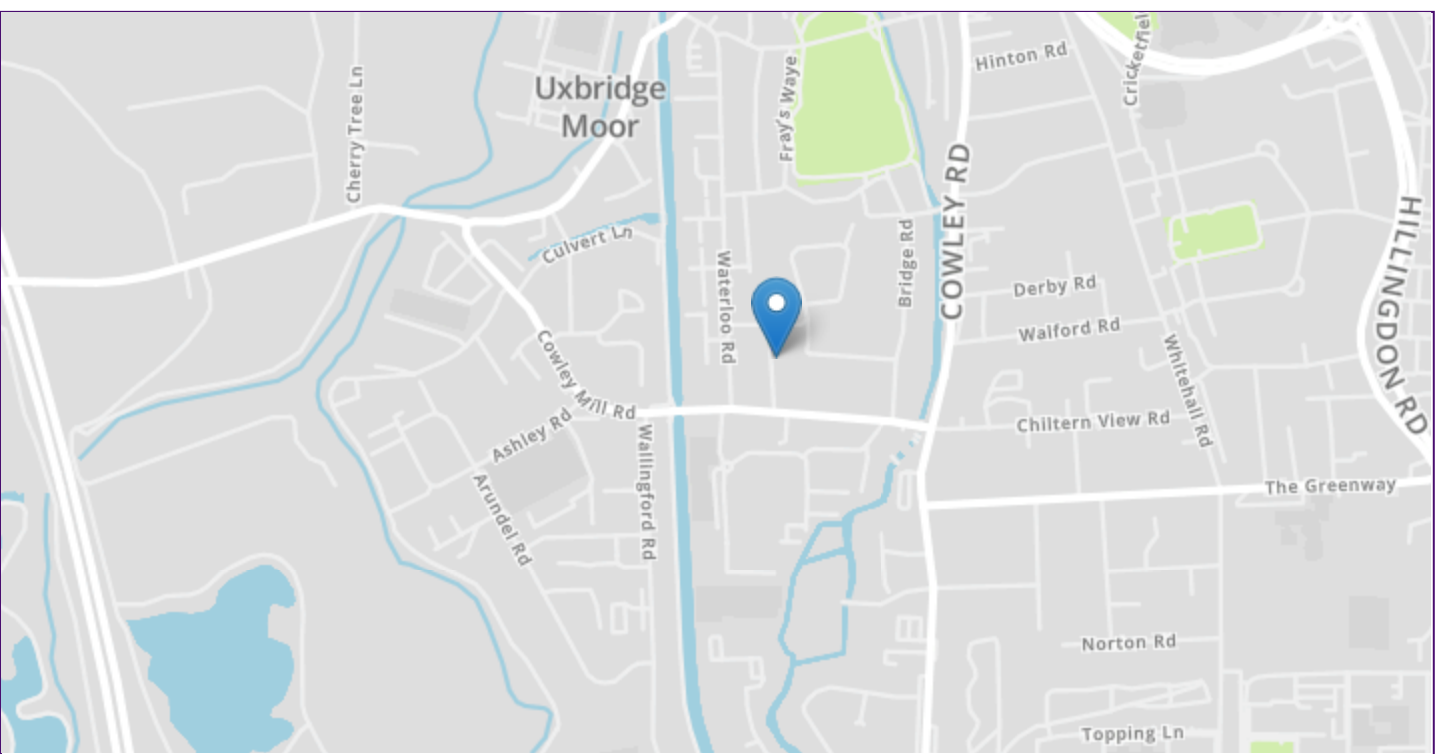 Hinton Rd
Cricketfiel
Uxbridge
Moor
Fray's Waye
Cherry Tree Ln
COWLEY RD
HILLINGDON RD
Culvert Ln
Bridge Rd
Waterloo Rd
Derby Rd
Walford Rd
Whitehall Rd
Cowley Mill Rd
Ashley Rd
Chiltern View Rd
Wallingford Rd
Arundel Rd
The Greenway
Norton Rd
Topping Ln